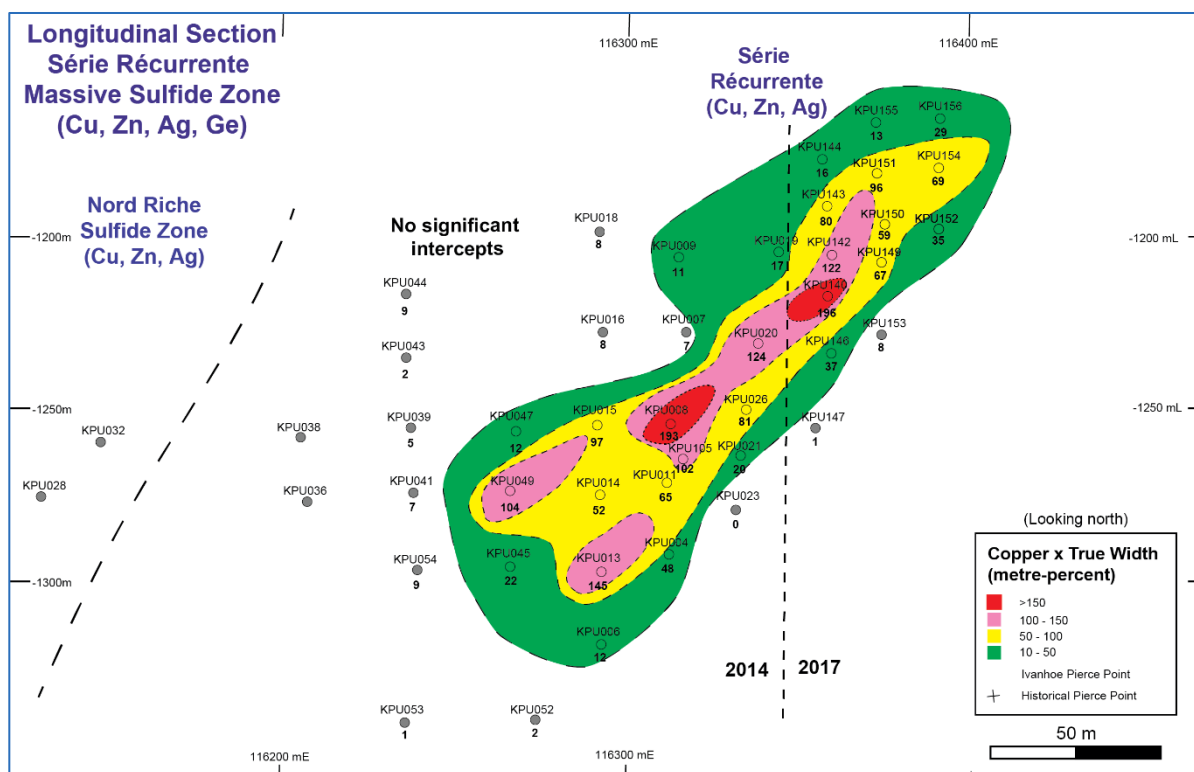 Longitudinal Section
Série Récurrente
Massive Sulfide Zone
(Cu, Zn, Ag, Ge)
116300 mE
116400 mE
Série
Récurrente
(Cu, Zn, Ag)
KPU155
13
KPU156
29
KPU144
16
KPU151
96
KPU154
69
Nord Riche
Sulfide Zone
(Cu, Zn, Ag)
No significant
intercepts
KPU018
8
KPU143
80
KPU150
59
KPU152
35
-1200m
-1200 mL
KPU009
11
KPU019
17
KPU142
122
KPU149
67
KPU044
9
KPU140
196
KPU016
8
KPU007
7
KPU020
124
KPU153
8
KPU043
2
KPU146
37
-1250m
-1250 mL
KPU032
KPU038
KPU039
5
KPU047
12
KPU015
97
KPU008
193
KPU026
81
KPU147
1
KPU105
102
KPU021
20
KPU028
KPU036
KPU041
7
KPU049
104
KPU014
52
KPU011
65
KPU023
0
-1300m
KPU054
9
KPU045
22
KPU013
145
KPU004
48
KPU006
12
2014
2017
KPU053
1
KPU052
2
116200 mE
116300 mE
(Looking north)
Copper x True Width
(metre-percent)
>150
100 - 150
50 - 100
10 - 50
Ivanhoe Pierce Point
Historical Pierce Point
50 m